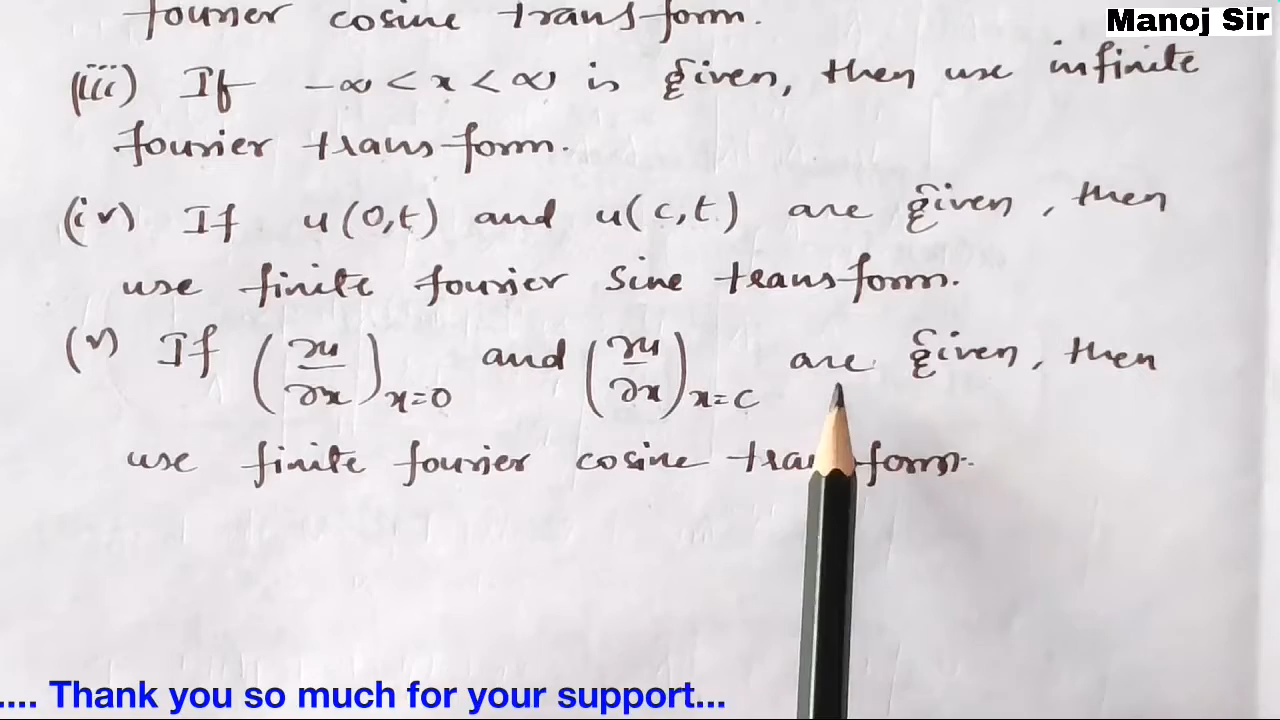 Manoj Sir
fourier cosine transform.
(iii) If -∞ < x < ∞ is given, then use infinite
fourier transform.
(iv) If u(0,t) and u(c,t) are given, then
use finite fourier sine transform.
(v) If (∂u/∂x)x=0 and (∂u/∂x)x=c are given, then
use finite fourier cosine transform.
.... Thank you so much for your support...